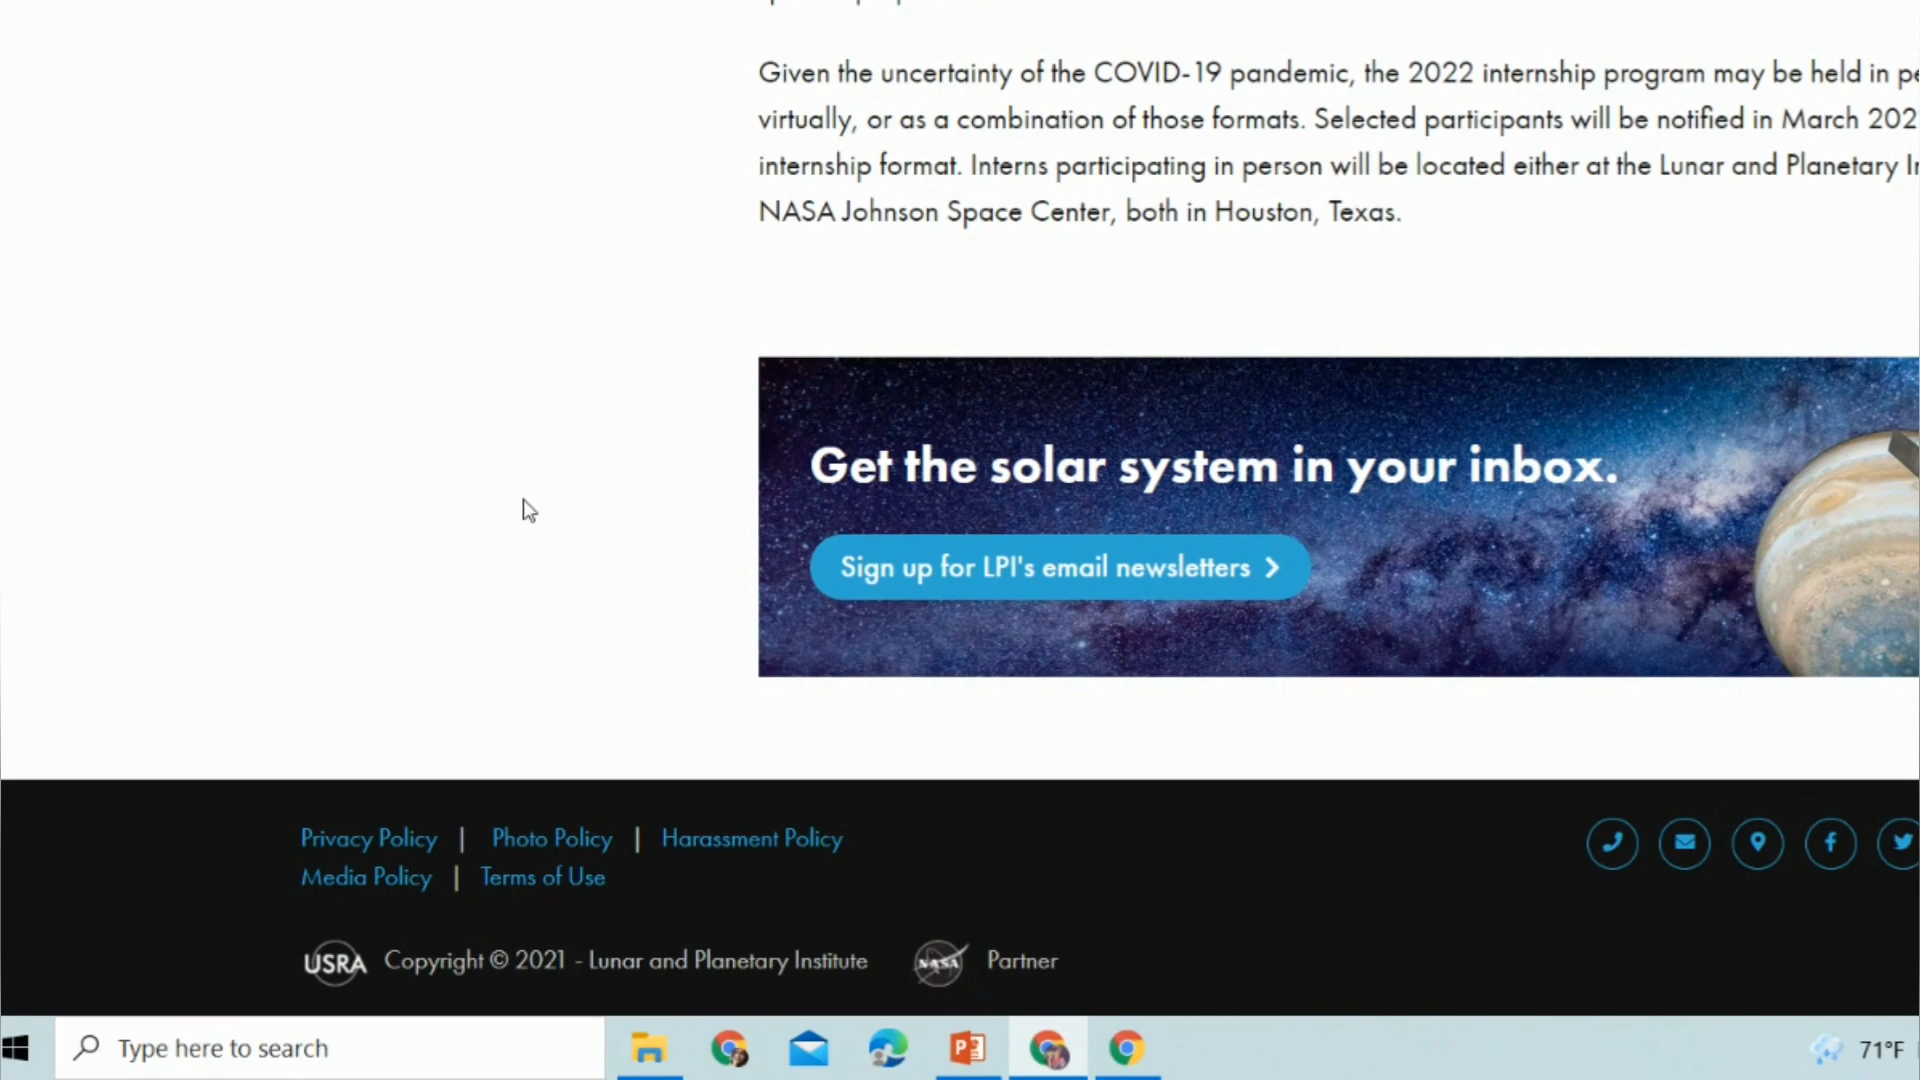 Given the uncertainty of the COVID-19 pandemic, the 2022 internship program may be held in
virtually, or as a combination of those formats. Selected participants will be notified in March
internship format. Interns participating in person will be located either at the Lunar and Planetary
NASA Johnson Space Center, both in Houston, Texas.
Get the solar system in your inbox.
Sign up for LPI's email newsletters
Privacy Policy | Photo Policy | Harassment Policy
Media Policy | Terms of Use
USRA Copyright © 2021 - Lunar and Planetary Institute NASA Partner
Type here to search
71°F